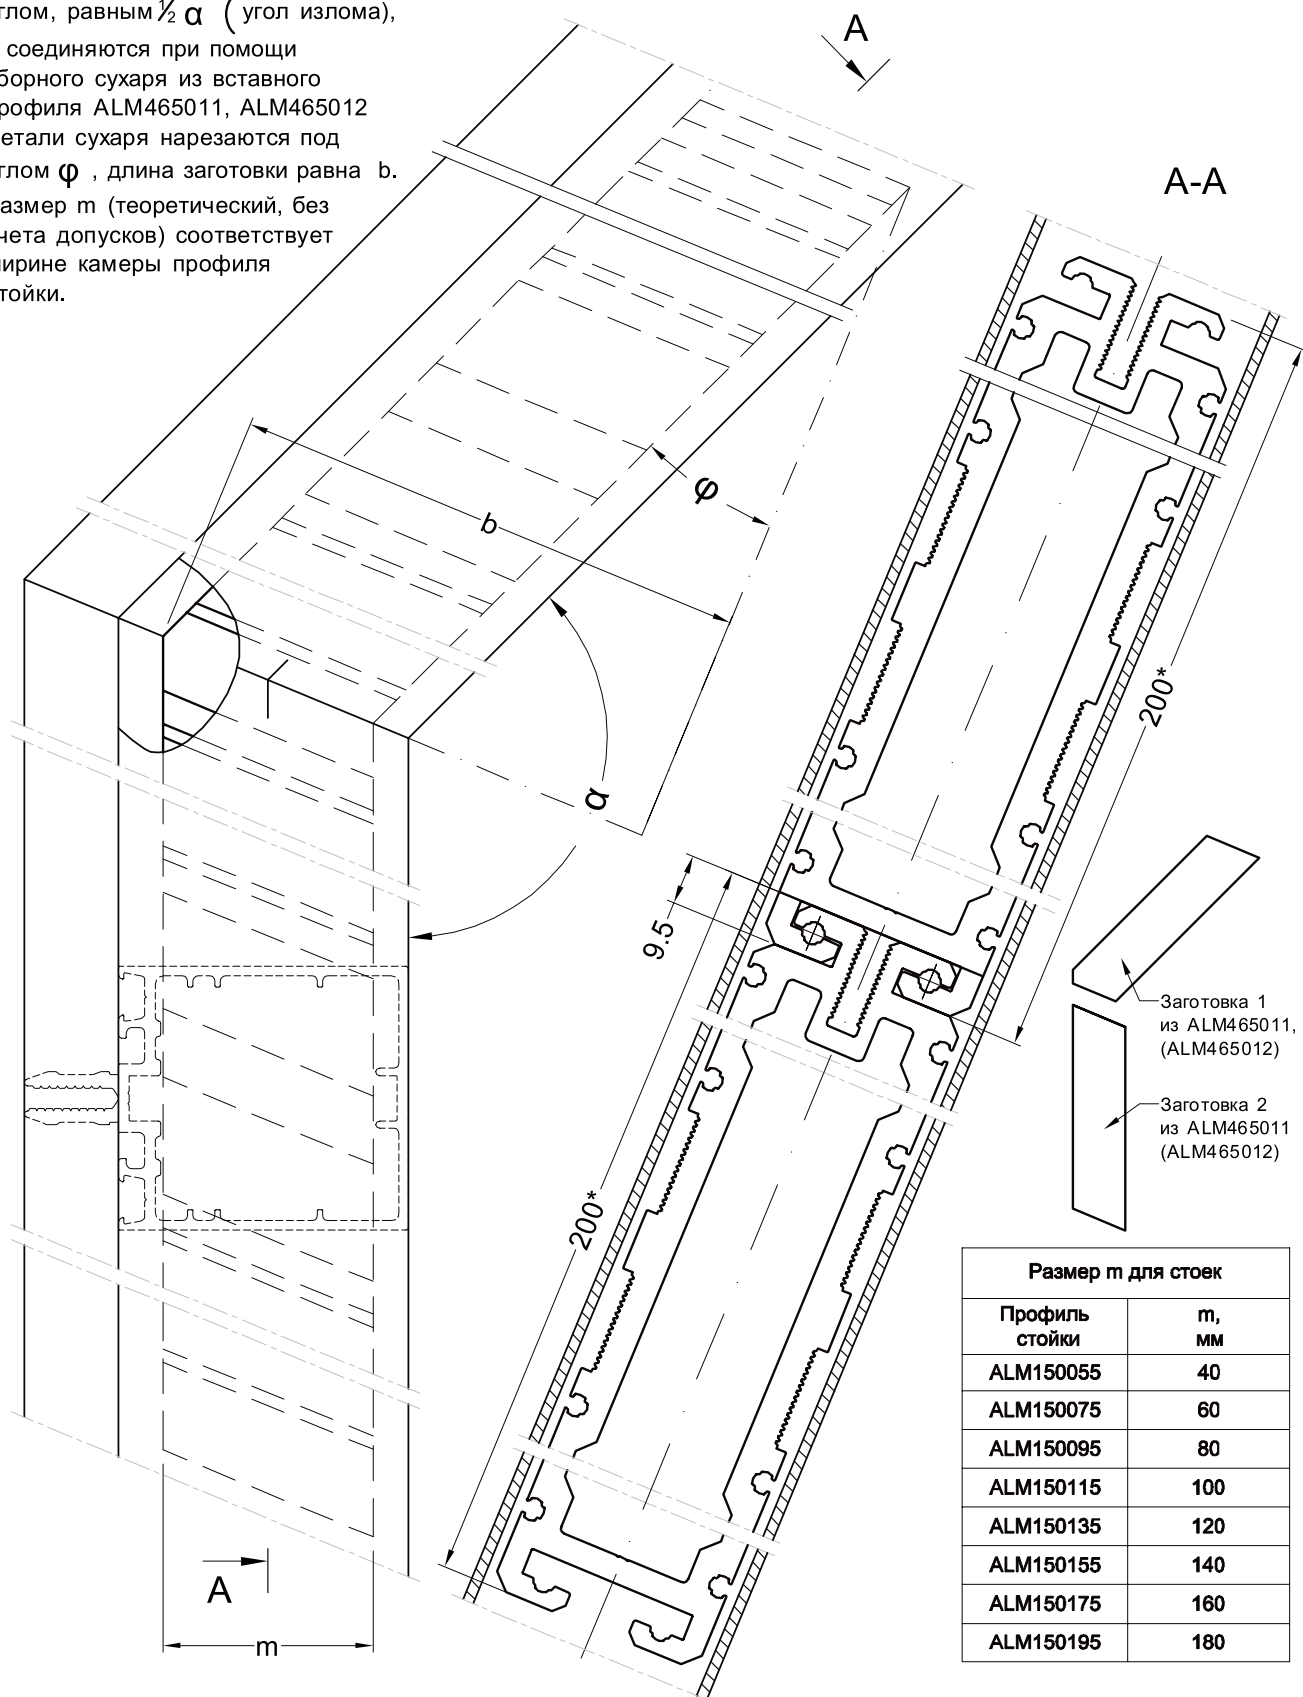 глом, равным ½ α ( угол излома),
соединяются при помощи
борного сухаря из вставного
рофиля ALM465011, ALM465012
етали сухаря нарезаются под
глом φ , длина заготовки равна b.
азмер m (теоретический, без
чета допусков) соответствует
ирине камеры профиля
тойки.
A
A-A
b
φ
α
200*
9.5
200*
Заготовка 1
из ALM465011,
(ALM465012)
Заготовка 2
из ALM465011
(ALM465012)
A
m
Размер m для стоек
Профиль стойки m, мм
ALM150055 40
ALM150075 60
ALM150095 80
ALM150115 100
ALM150135 120
ALM150155 140
ALM150175 160
ALM150195 180